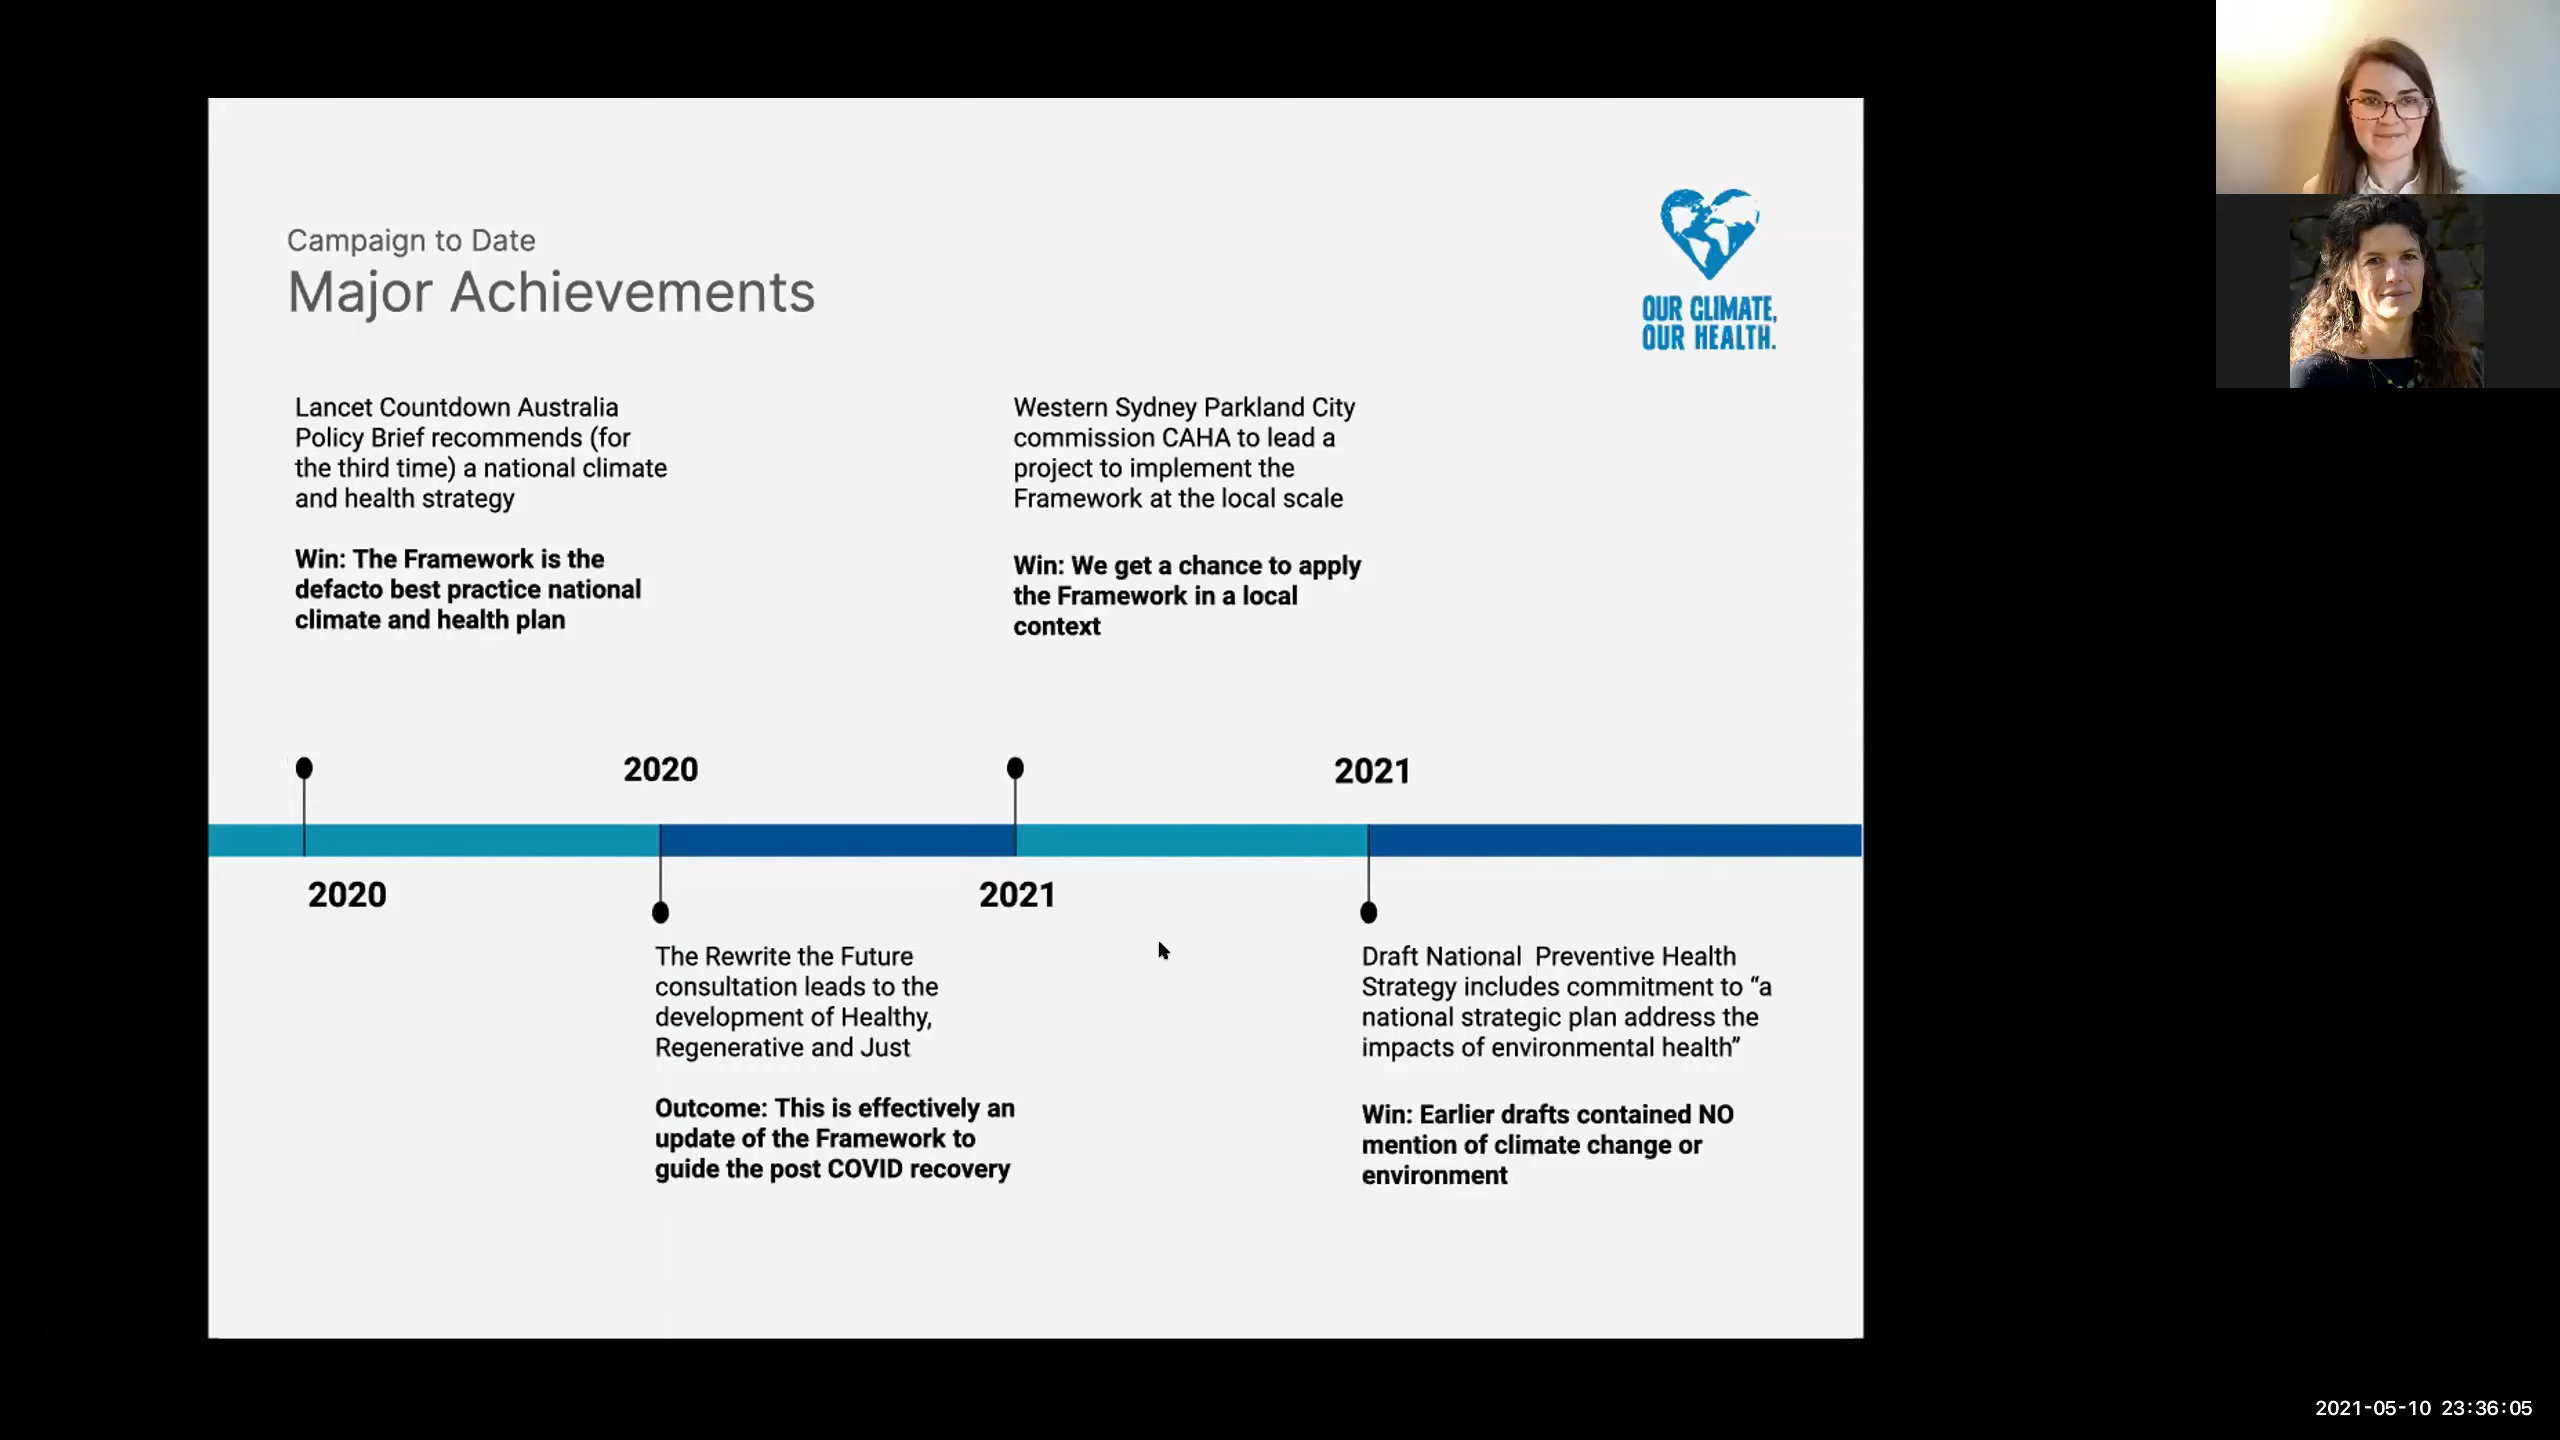 Campaign to Date
Major Achievements
OUR CLIMATE,
OUR HEALTH.
Lancet Countdown Australia
Policy Brief recommends (for
the third time) a national climate
and health strategy
Win: The Framework is the
defacto best practice national
climate and health plan
Western Sydney Parkland City
commission CAHA to lead a
project to implement the
Framework at the local scale
Win: We get a chance to apply
the Framework in a local
context
2020
2021
2020
2021
The Rewrite the Future
consultation leads to the
development of Healthy,
Regenerative and Just
Outcome: This is effectively an
update of the Framework to
guide the post COVID recovery
Draft National  Preventive Health
Strategy includes commitment to “a
national strategic plan address the
impacts of environmental health”
Win: Earlier drafts contained NO
mention of climate change or
environment
2021-05-10 23:36:05